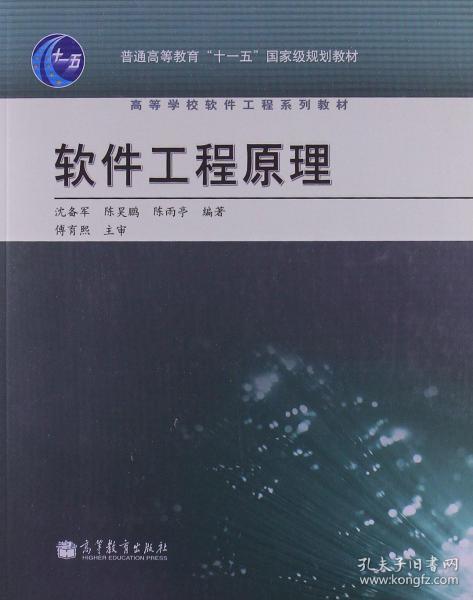 十一五
普通高等教育“十一五”国家级规划教材
高等学校软件工程系列教材
软件工程原理
沈备军 陈昊鹏 陈雨亭 编著
傅育熙 主审
高等教育出版社
HIGHER EDUCATION PRESS
孔夫子旧书网
www.kongfz.com